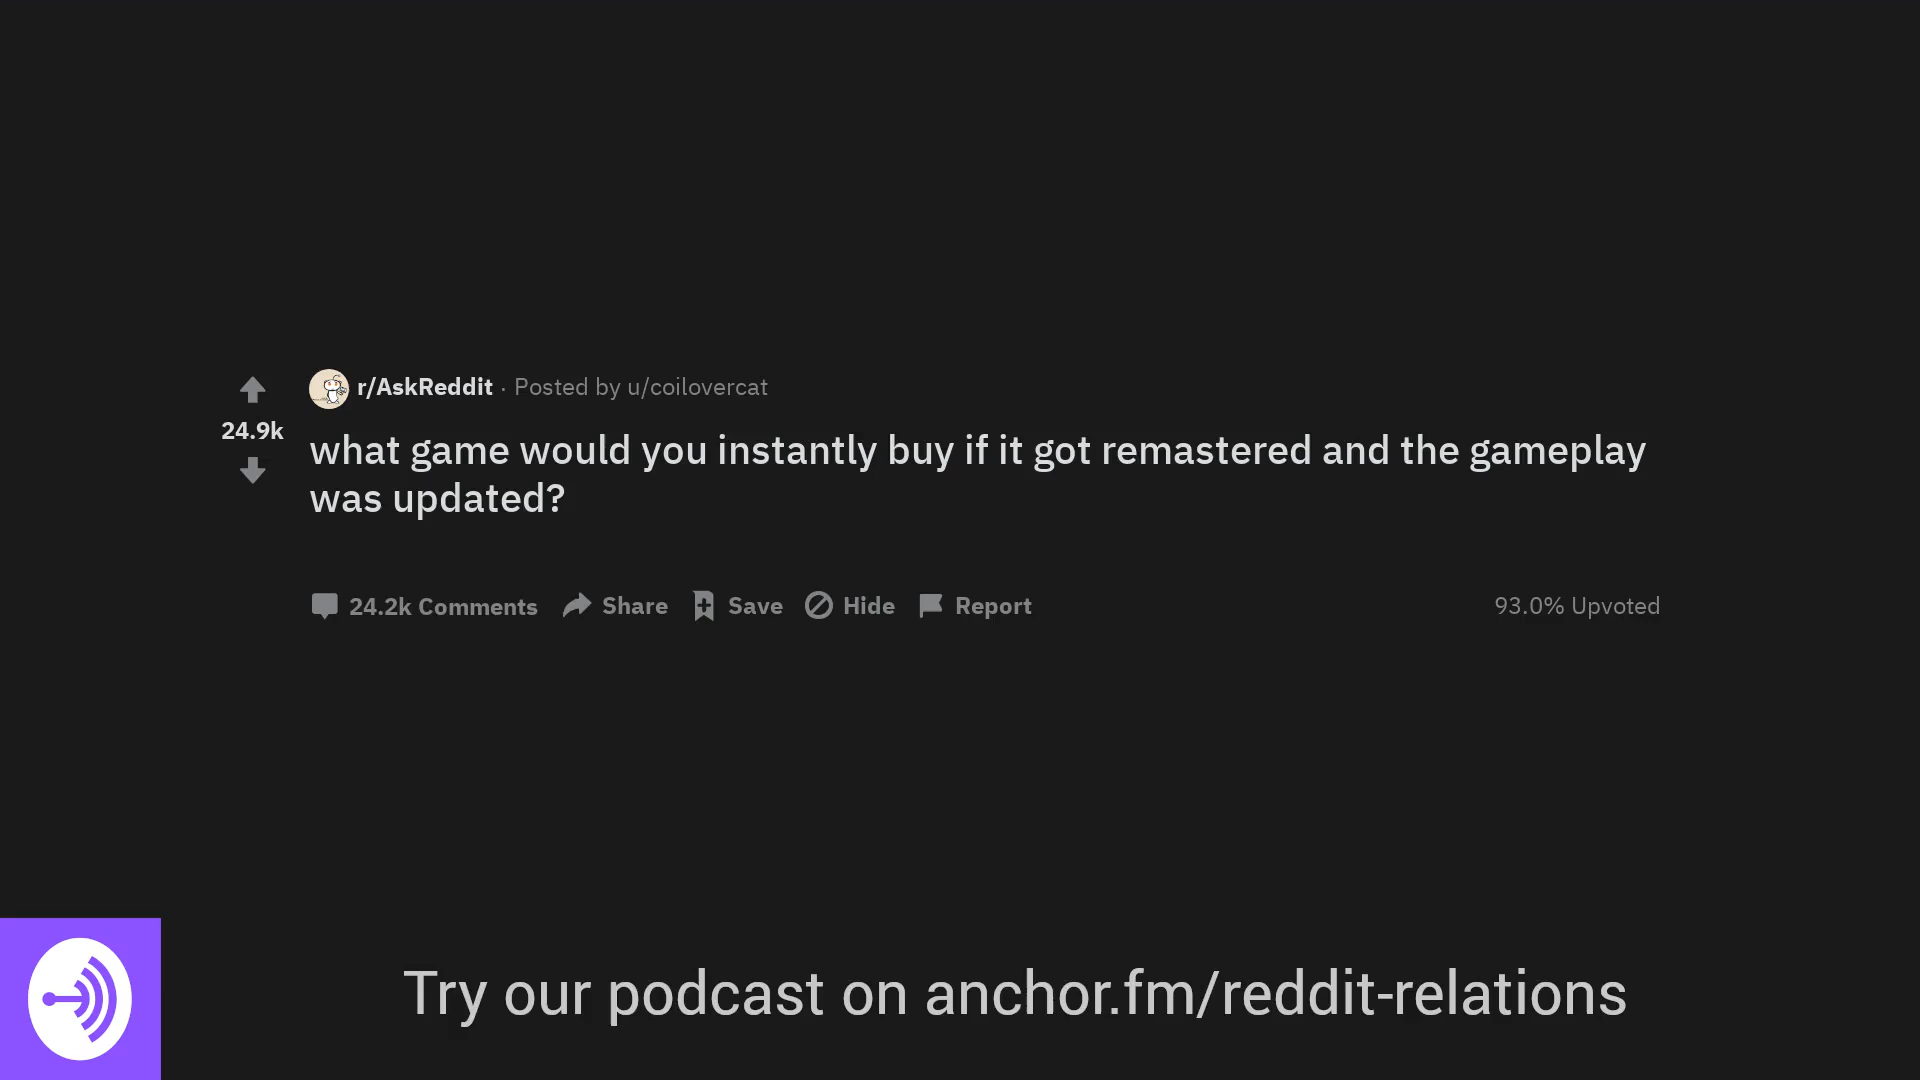 r/AskReddit · Posted by u/coilovercat
24.9k
what game would you instantly buy if it got remastered and the gameplay
was updated?
24.2k Comments Share Save Hide Report 93.0% Upvoted
Try our podcast on anchor.fm/reddit-relations